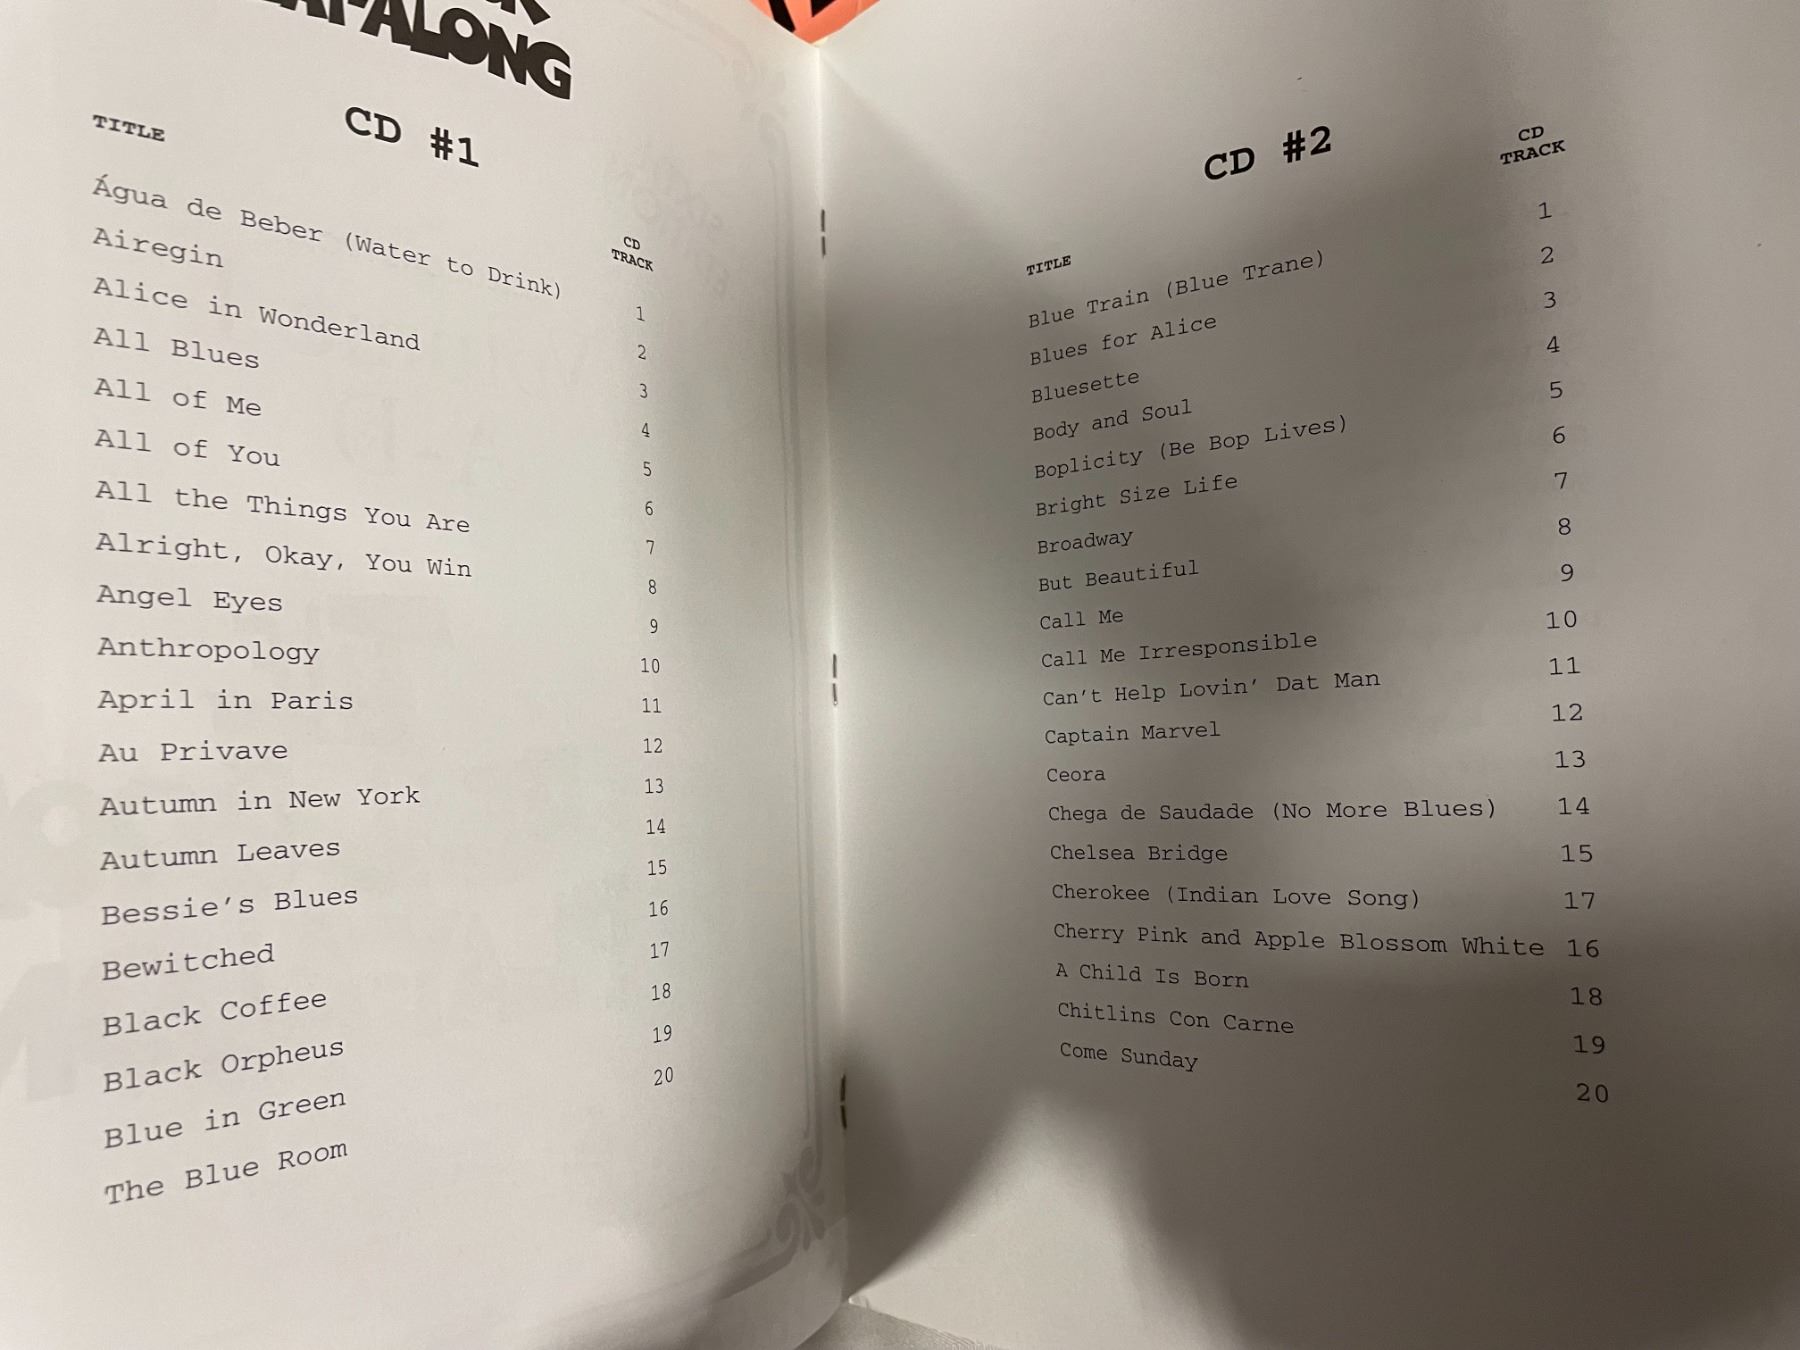 ALONG
CD #1
TITLE CD TRACK
Água de Beber (Water to Drink) 1
Airegin 2
Alice in Wonderland 3
All Blues 4
All of Me 5
All of You 6
All the Things You Are 7
Alright, Okay, You Win 8
Angel Eyes 9
Anthropology 10
April in Paris 11
Au Privave 12
Autumn in New York 13
Autumn Leaves 14
Bessie's Blues 15
Bewitched 16
Black Coffee 17
Black Orpheus 18
Blue in Green 19
The Blue Room 20
CD #2
TITLE CD TRACK
Blue Train (Blue Trane) 1
Blues for Alice 2
Bluesette 3
Body and Soul 4
Boplicity (Be Bop Lives) 5
Bright Size Life 6
Broadway 7
But Beautiful 8
Call Me 9
Call Me Irresponsible 10
Can't Help Lovin' Dat Man 11
Captain Marvel 12
Ceora 13
Chega de Saudade (No More Blues) 14
Chelsea Bridge 15
Cherokee (Indian Love Song) 17
Cherry Pink and Apple Blossom White 16
A Child Is Born 18
Chitlins Con Carne 19
Come Sunday 20